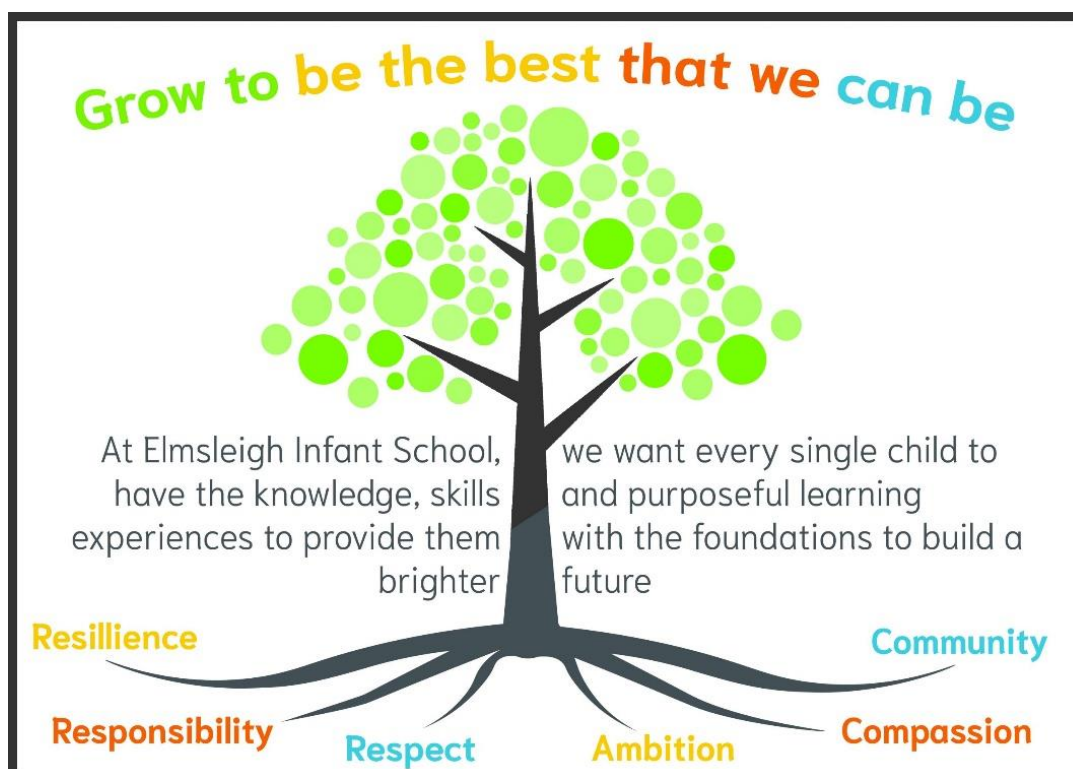 Grow to be the best that we can be
At Elmsleigh Infant School, we want every single child to
have the knowledge, skills and purposeful learning
experiences to provide them with the foundations to build a
brighter future
Resillience
Community
Responsibility
Respect
Ambition
Compassion